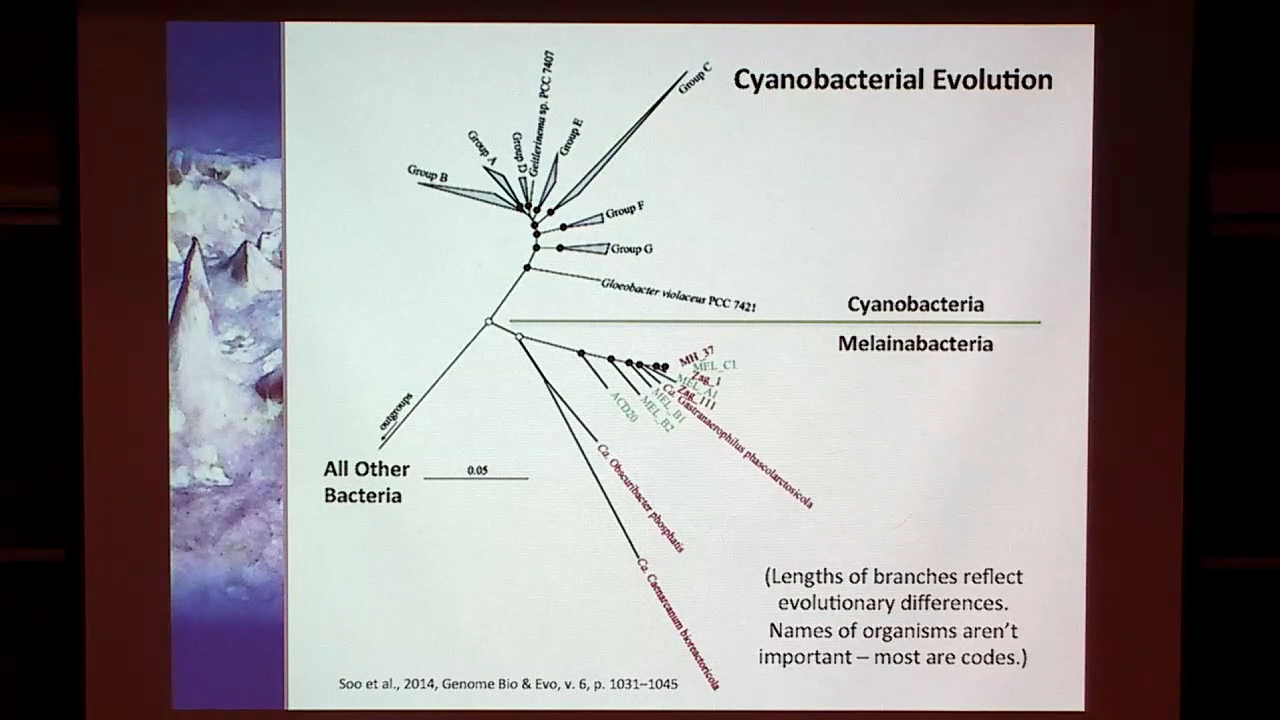 Cyanobacterial Evolution
Group B
Group A
Group D
Geitlerinema sp. PCC 7407
Group E
Group C
Group F
Group G
Gloeobacter violaceus PCC 7421
Cyanobacteria
Melainabacteria
MH_37
MEL_C1
Zag_1
MEL_A1
Zag_111
Ca. Gastranaerophilus phascolarctosicola
MEL_B1
MEL_B2
ACD20
Ca. Obscuribacter phosphatis
Ca. Caenarcanum bioreactoricola
outgroups
All Other
Bacteria
0.05
(Lengths of branches reflect
evolutionary differences.
Names of organisms aren't
important – most are codes.)
Soo et al., 2014, Genome Bio & Evo, v. 6, p. 1031–1045